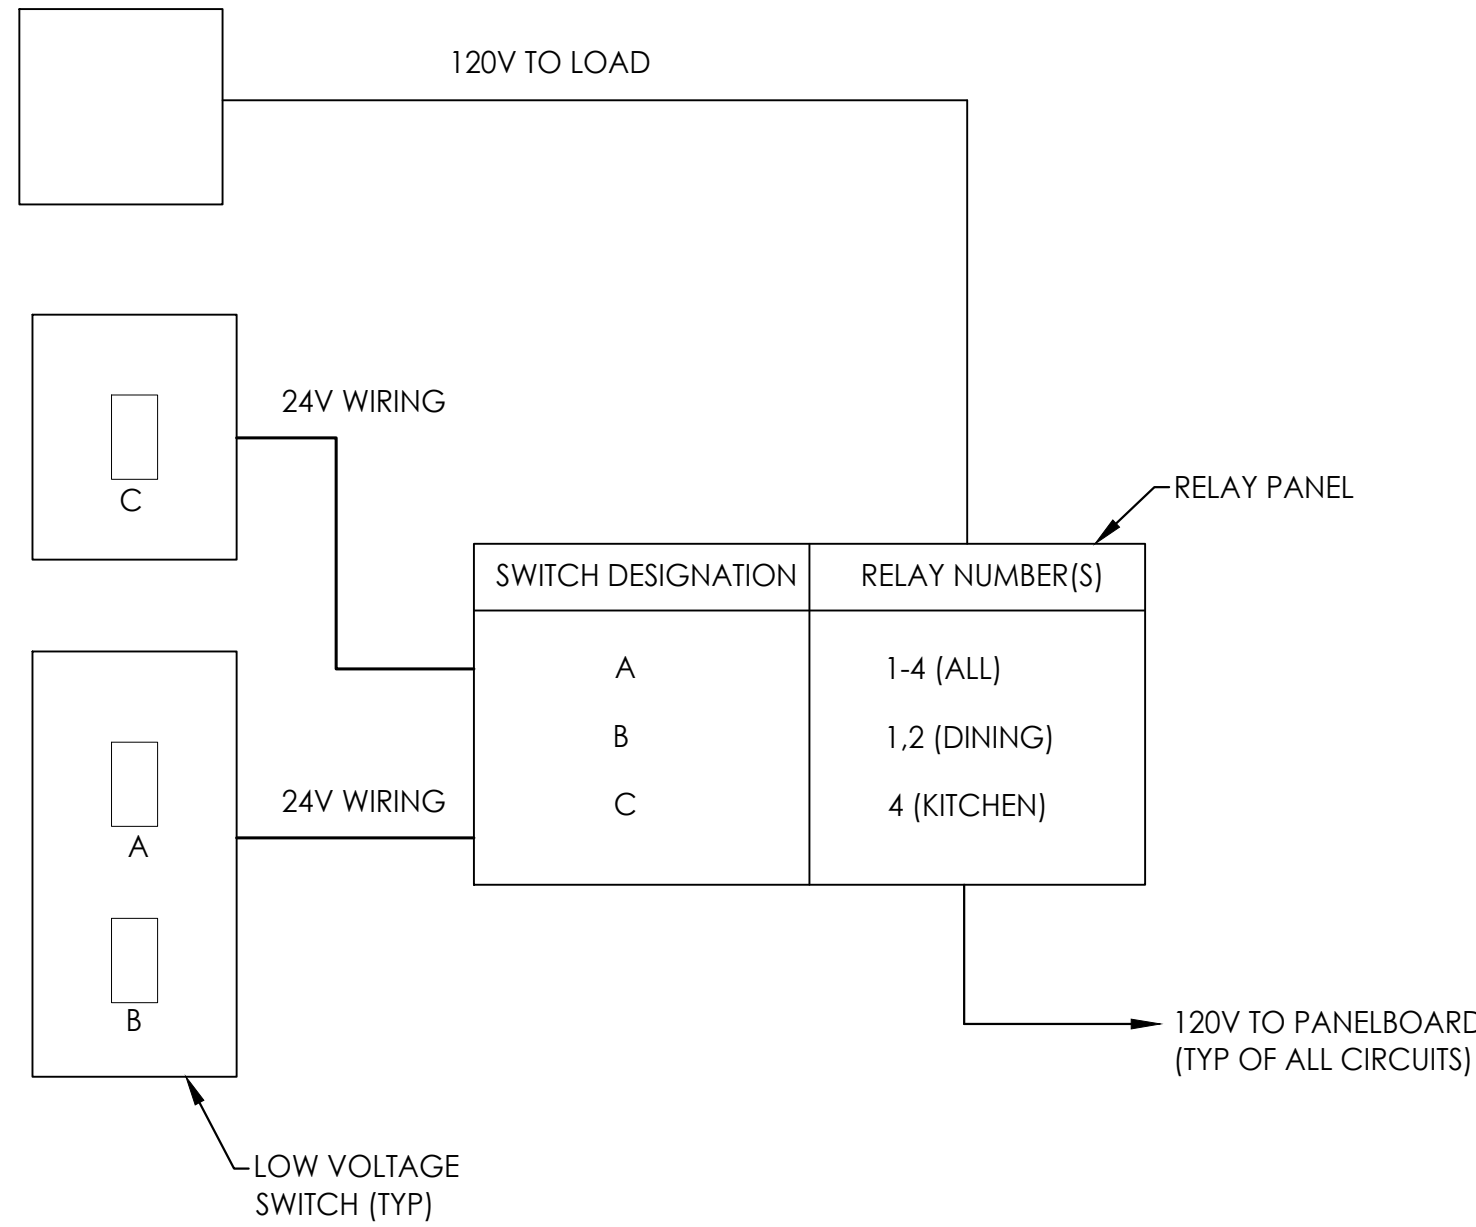 120V TO LOAD
24V WIRING
C
RELAY PANEL
SWITCH DESIGNATION RELAY NUMBER(S)
A 1-4 (ALL)
B 1,2 (DINING)
C 4 (KITCHEN)
24V WIRING
A
B
120V TO PANELBOARD
(TYP OF ALL CIRCUITS)
LOW VOLTAGE
SWITCH (TYP)